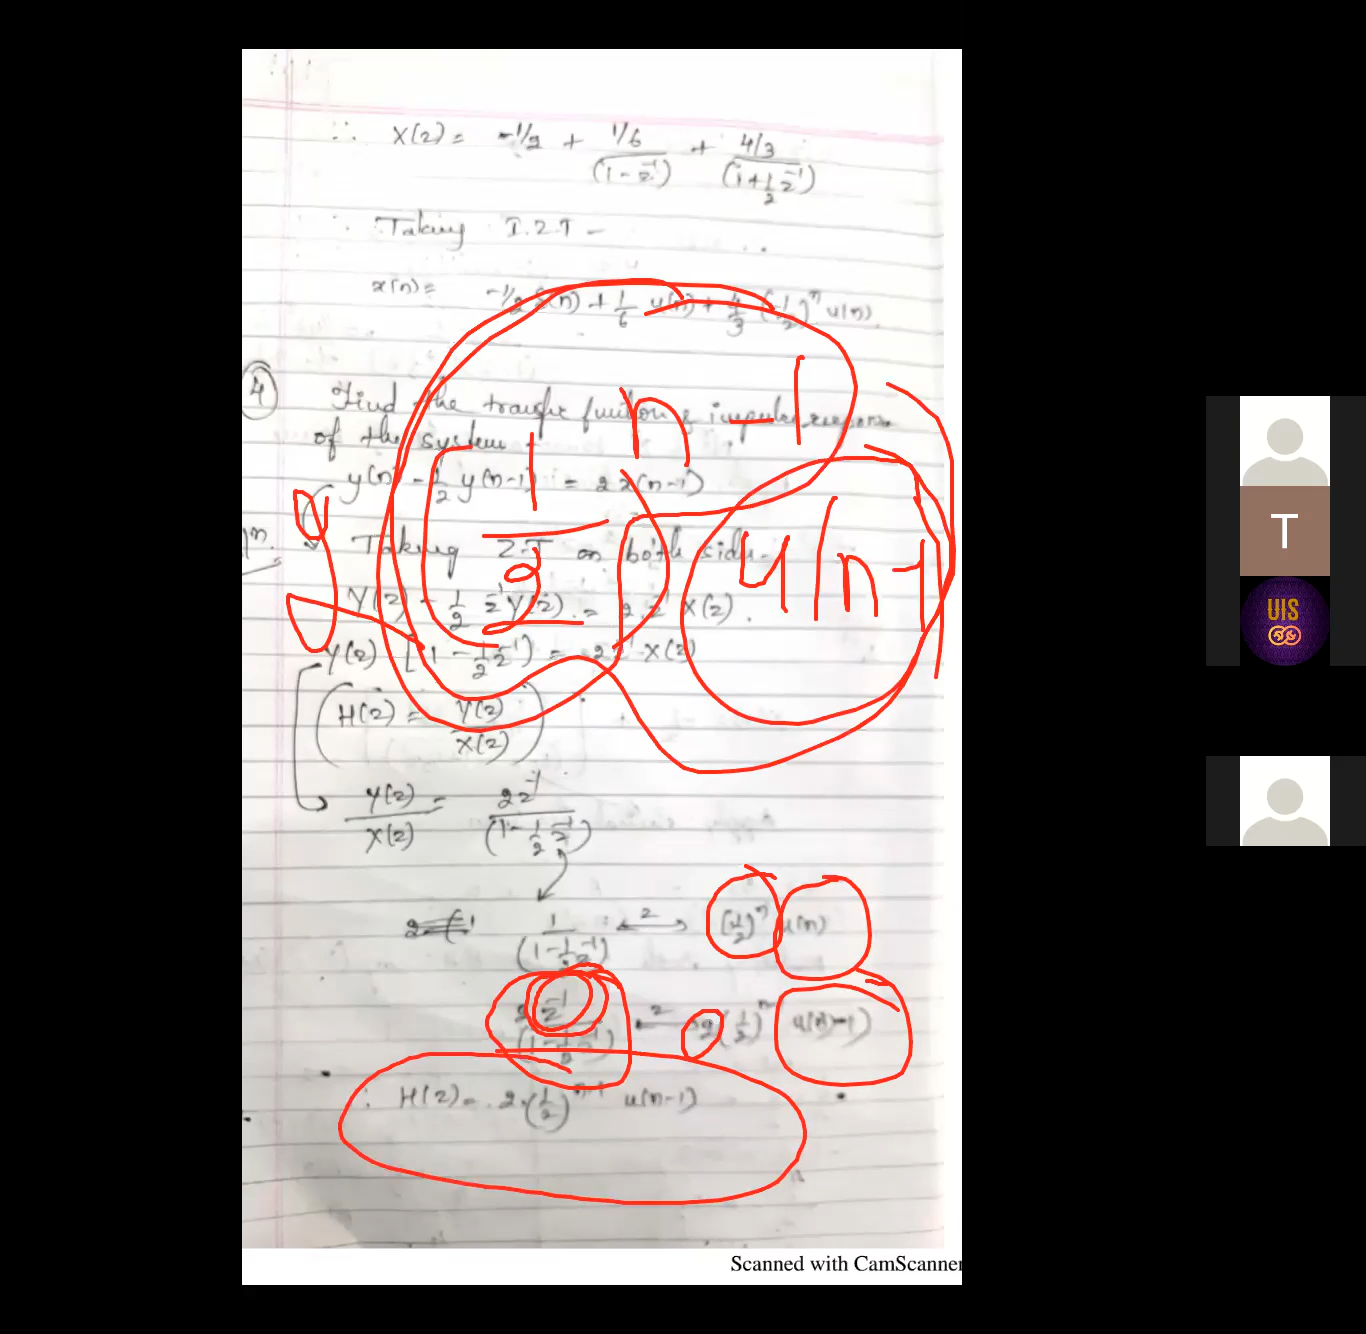 ∴ X(z) = -1/2 + 1/6 / (1 - z⁻¹) + 4/3 / (1 + 1/2 z⁻¹)
∴ Taking I.Z.T -
x(n) = -1/2 δ(n) + 1/6 u(n) + 4/3 (-1/2)ⁿ u(n)
4 Find the transfer function & impulse response
of the system
y(n) - 1/2 y(n-1) = 2x(n-1)
Taking Z.T on both side
Y(z) - 1/2 z⁻¹ Y(z) = 2 z⁻¹ X(z).
Y(z) [1 - 1/2 z⁻¹) = 2z⁻¹ X(z)
(H(z) = Y(z) / X(z))
Y(z) / X(z) = 2z⁻¹ / (1 - 1/2 z⁻¹)
1 / (1 - 1/2 z⁻¹) ↔ z (1/2)ⁿ u(n)
2 z⁻¹ / (1 - 1/2 z⁻¹) ↔ z 2 (1/2)ⁿ u(n-1)
∴ H(z) = 2 (1/2)ⁿ⁻¹ u(n-1)
2 (1/2) n-1 u(n-1)
Scanned with CamScanner
T
UIS